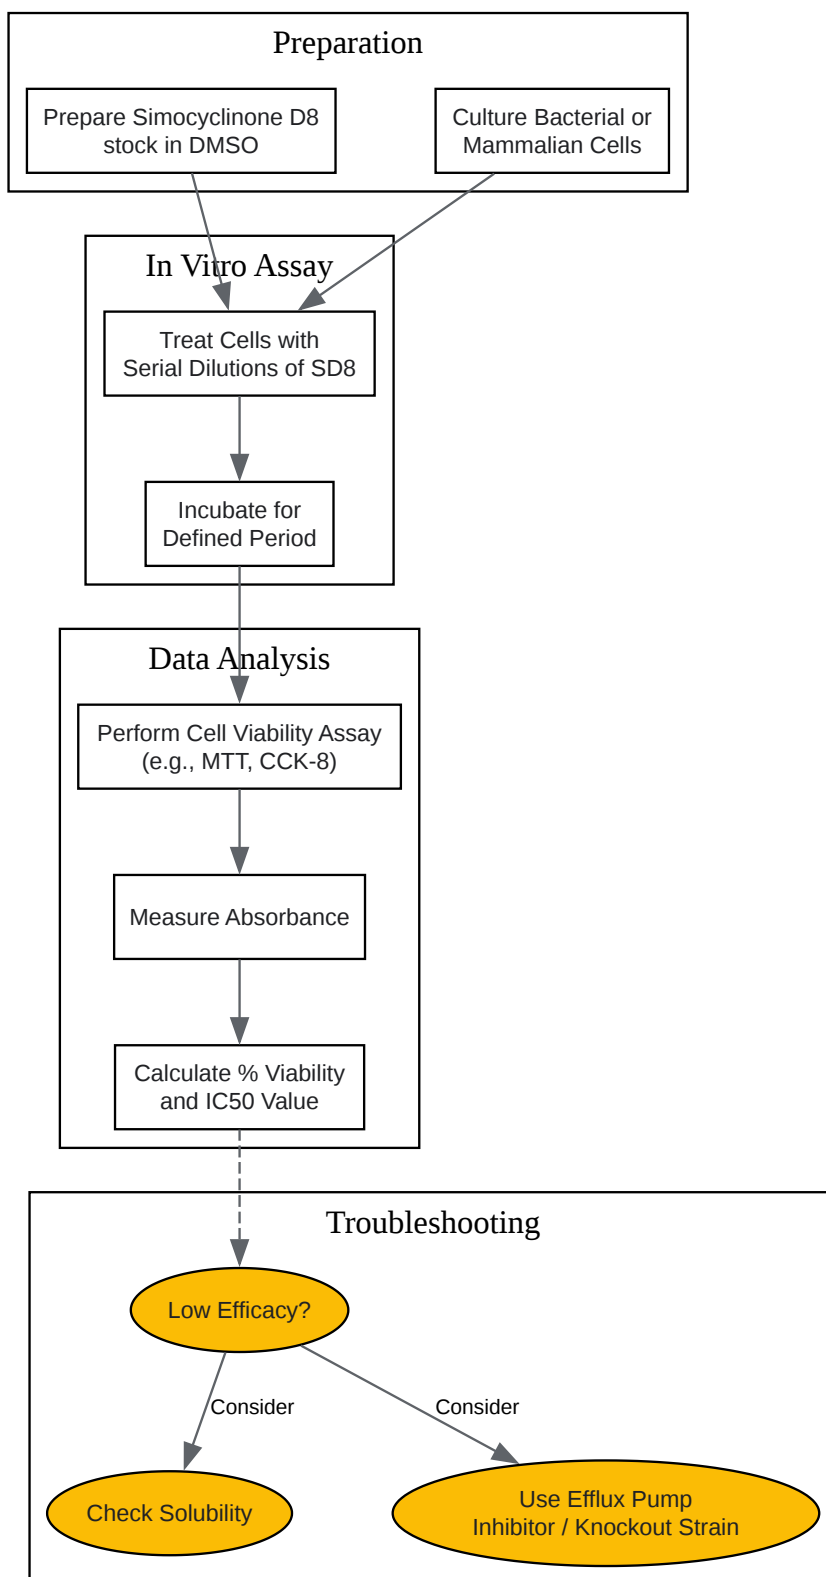 Preparation
Prepare Simocyclinone D8
stock in DMSO
Culture Bacterial or
Mammalian Cells
In Vitro Assay
Treat Cells with
Serial Dilutions of SD8
Incubate for
Defined Period
Data Analysis
Perform Cell Viability Assay
(e.g., MTT, CCK-8)
Measure Absorbance
Calculate % Viability
and IC50 Value
Troubleshooting
Low Efficacy?
Consider
Consider
Check Solubility
Use Efflux Pump
Inhibitor / Knockout Strain